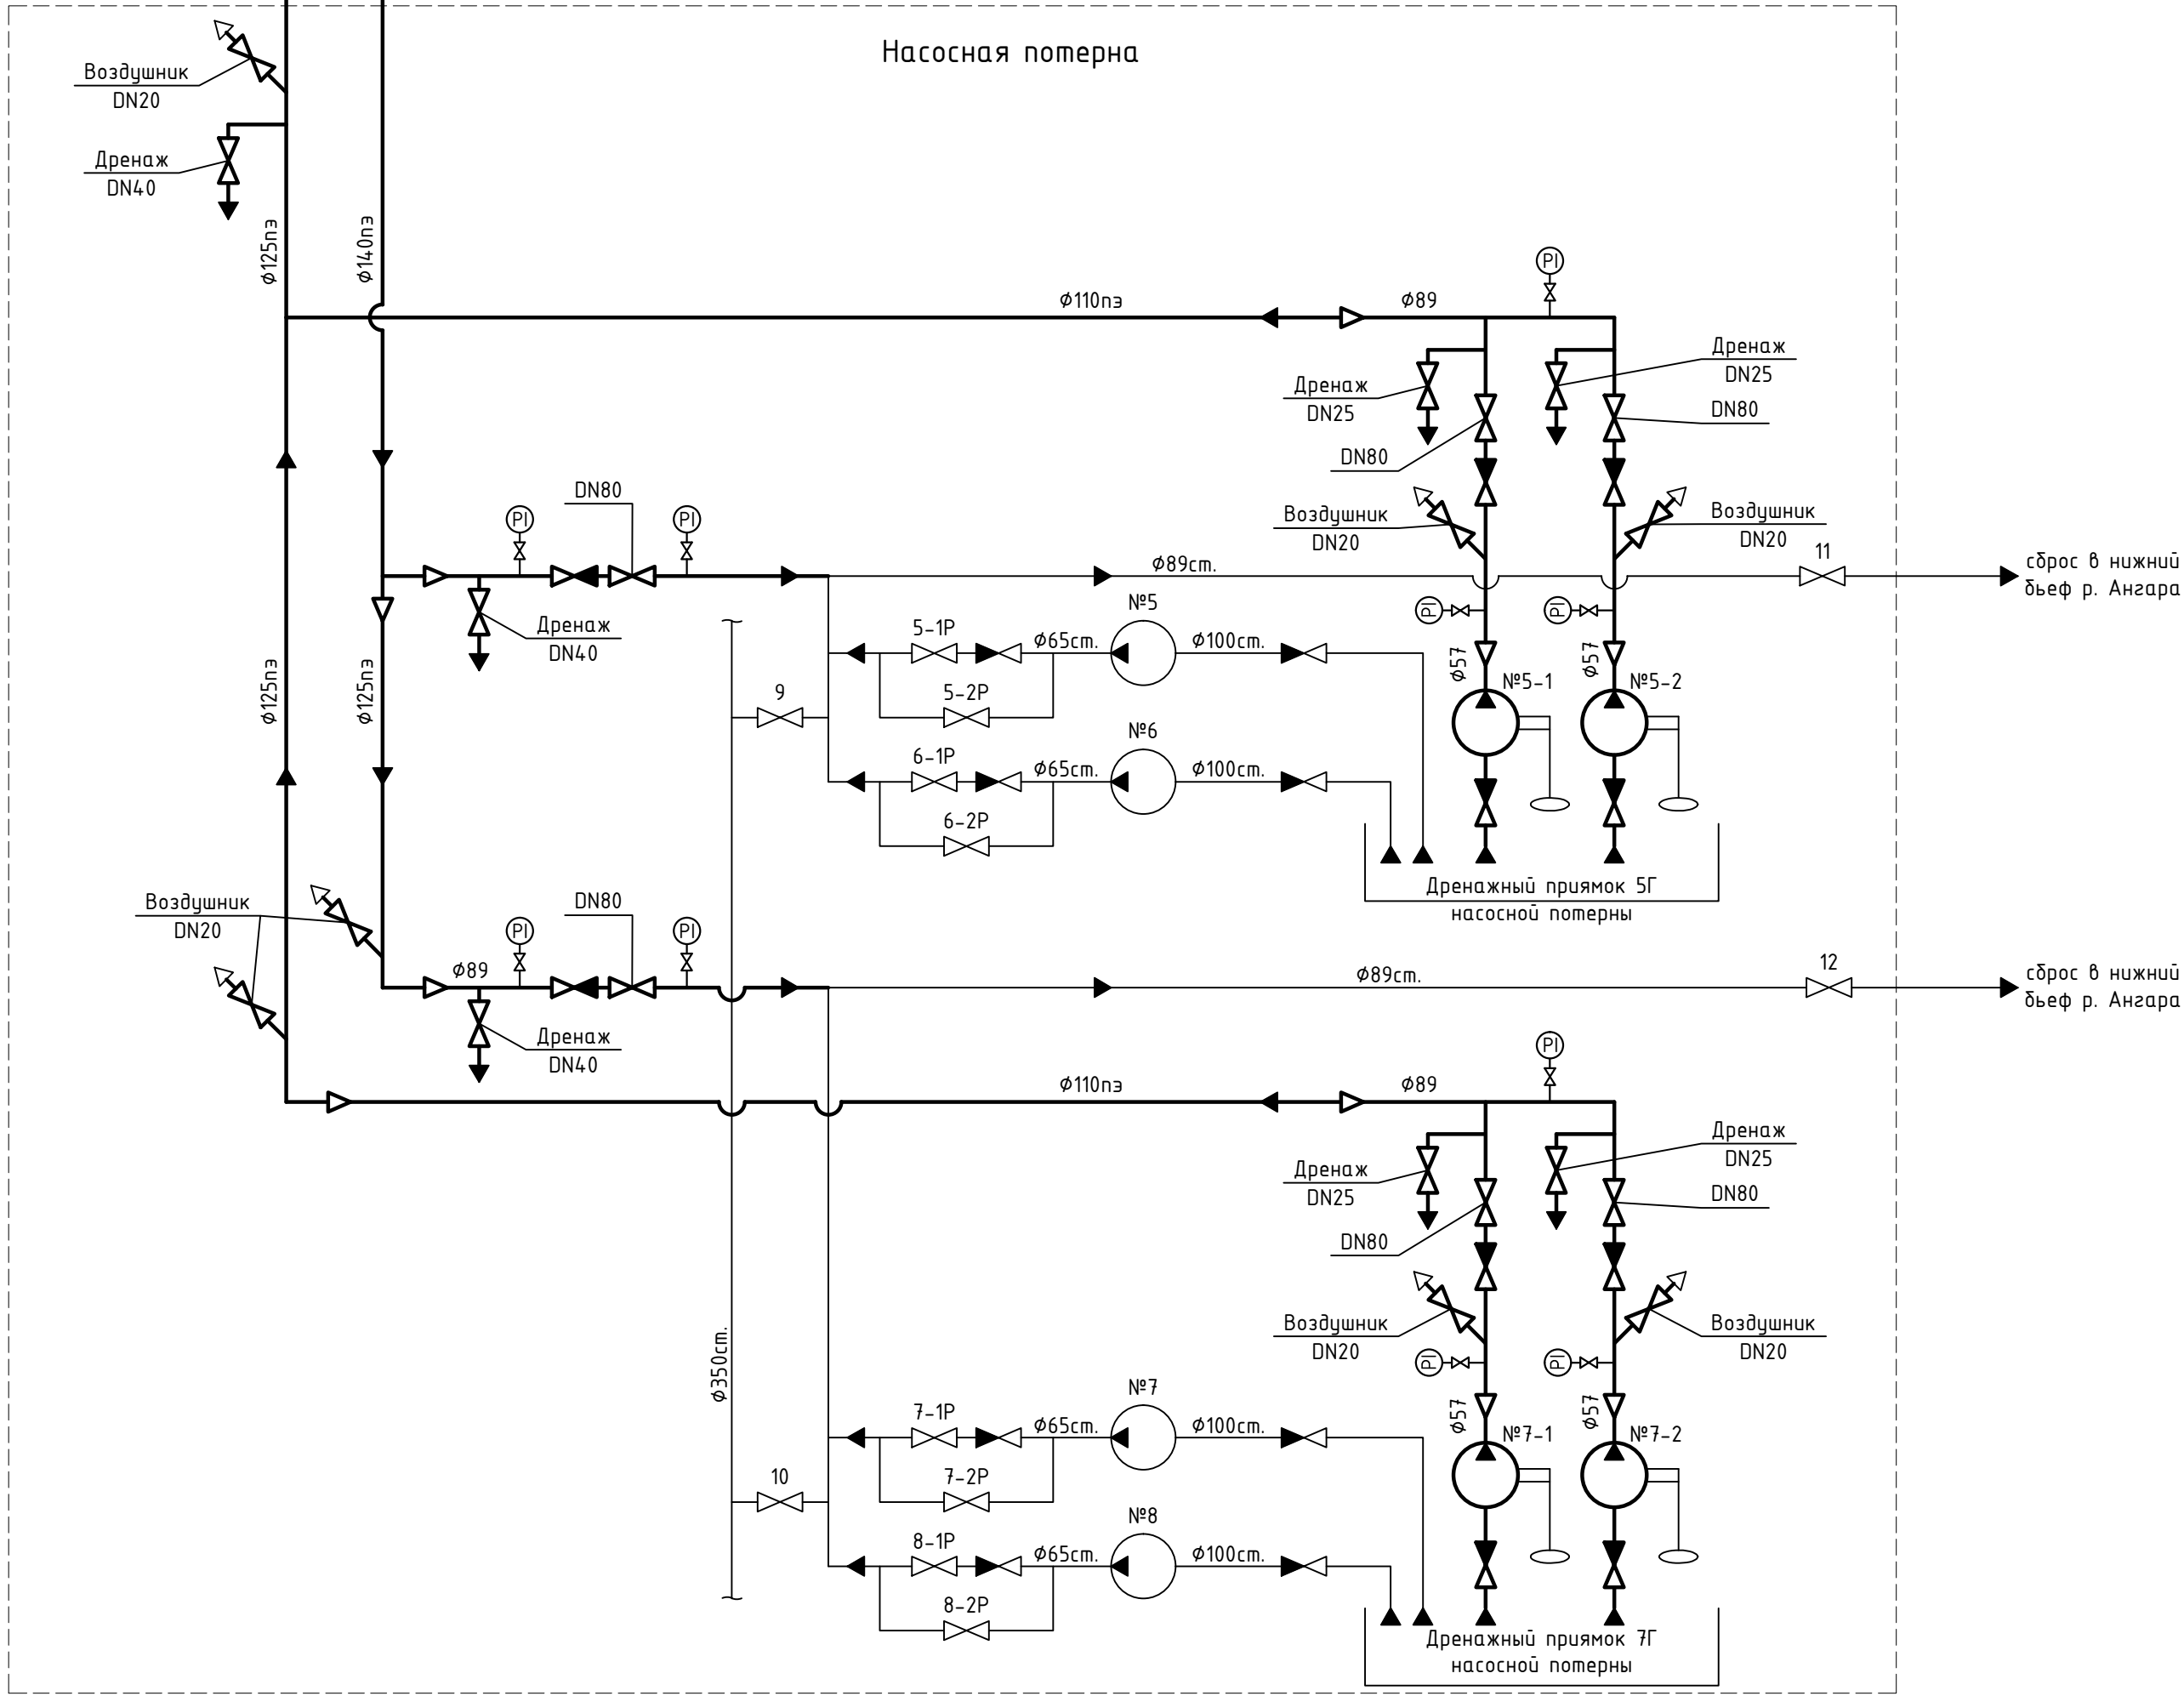 Насосная потерна
Воздушник
DN20
Дренаж
DN40
ϕ125пэ
ϕ140пэ
PI
ϕ110пэ
ϕ89
Дренаж
DN25
Дренаж
DN25
DN80
DN80
Воздушник
DN20
Воздушник
DN20
DN80
PI
PI
ϕ89ст.
11
сброс в нижний
бьеф р. Ангара
Дренаж
DN40
PI
PI
ϕ125пэ
ϕ125пэ
9
5-1Р
ϕ65ст.
№5
ϕ100ст.
5-2Р
ϕ57
ϕ57
№5-1
№5-2
6-1Р
ϕ65ст.
№6
ϕ100ст.
6-2Р
Дренажный приямок 5Г
насосной потерны
Воздушник
DN20
DN80
PI
PI
ϕ89
ϕ89ст.
12
сброс в нижний
бьеф р. Ангара
Дренаж
DN40
PI
ϕ110пэ
ϕ89
Дренаж
DN25
Дренаж
DN25
DN80
DN80
Воздушник
DN20
Воздушник
DN20
PI
PI
ϕ350ст.
10
7-1Р
ϕ65ст.
№7
ϕ100ст.
7-2Р
ϕ57
ϕ57
№7-1
№7-2
8-1Р
ϕ65ст.
№8
ϕ100ст.
8-2Р
Дренажный приямок 7Г
насосной потерны